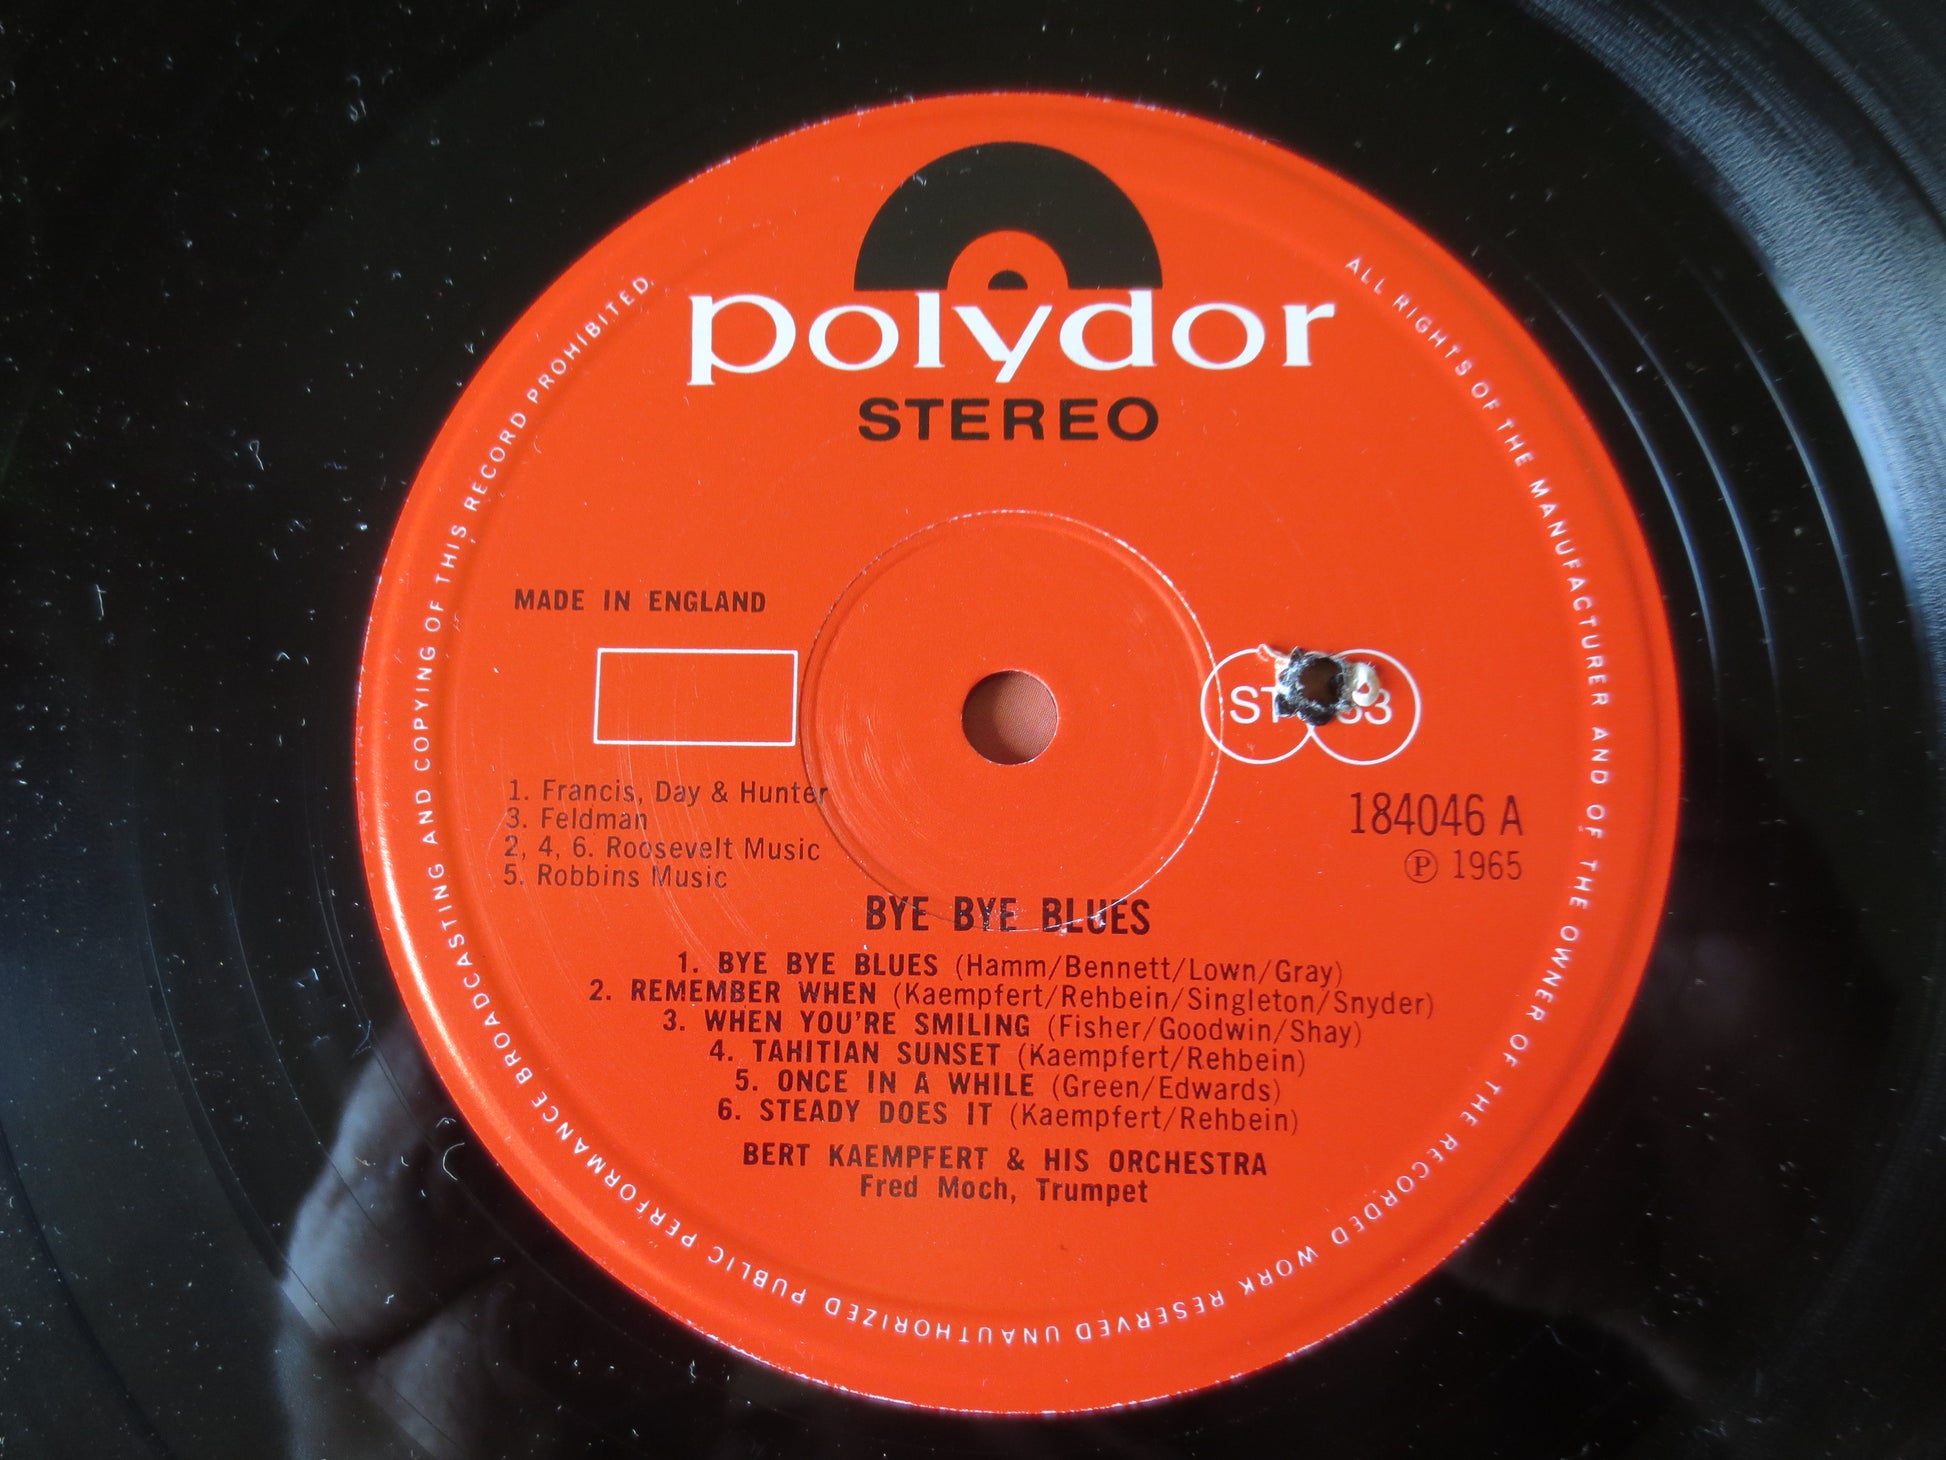 polydor
STEREO
MADE IN ENGLAND
ST 33
184046 A
Ⓟ 1965
1. Francis, Day & Hunter
3. Feldman
2, 4, 6. Roosevelt Music
5. Robbins Music
BYE BYE BLUES
1. BYE BYE BLUES (Hamm/Bennett/Lown/Gray)
2. REMEMBER WHEN (Kaempfert/Rehbein/Singleton/Snyder)
3. WHEN YOU'RE SMILING (Fisher/Goodwin/Shay)
4. TAHITIAN SUNSET (Kaempfert/Rehbein)
5. ONCE IN A WHILE (Green/Edwards)
6. STEADY DOES IT (Kaempfert/Rehbein)
BERT KAEMPFERT & HIS ORCHESTRA
Fred Moch, Trumpet
ALL RIGHTS OF THE MANUFACTURER AND OF THE OWNER OF THE RECORDED WORK RESERVED UNAUTHORIZED PUBLIC PERFORMANCE BROADCASTING AND COPYING OF THIS RECORD PROHIBITED.